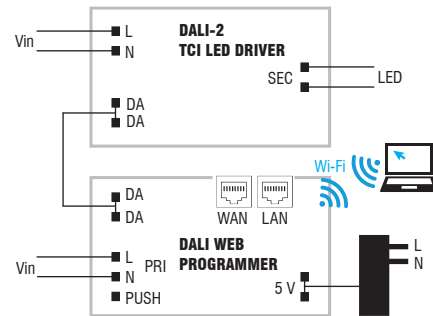 Vin
L
N
DALI-2
TCI LED DRIVER
SEC
LED
DA
DA
Wi-Fi
DA
DA
WAN
LAN
Vin
L
N
PRI
PUSH
DALI WEB
PROGRAMMER
5 V
L
N